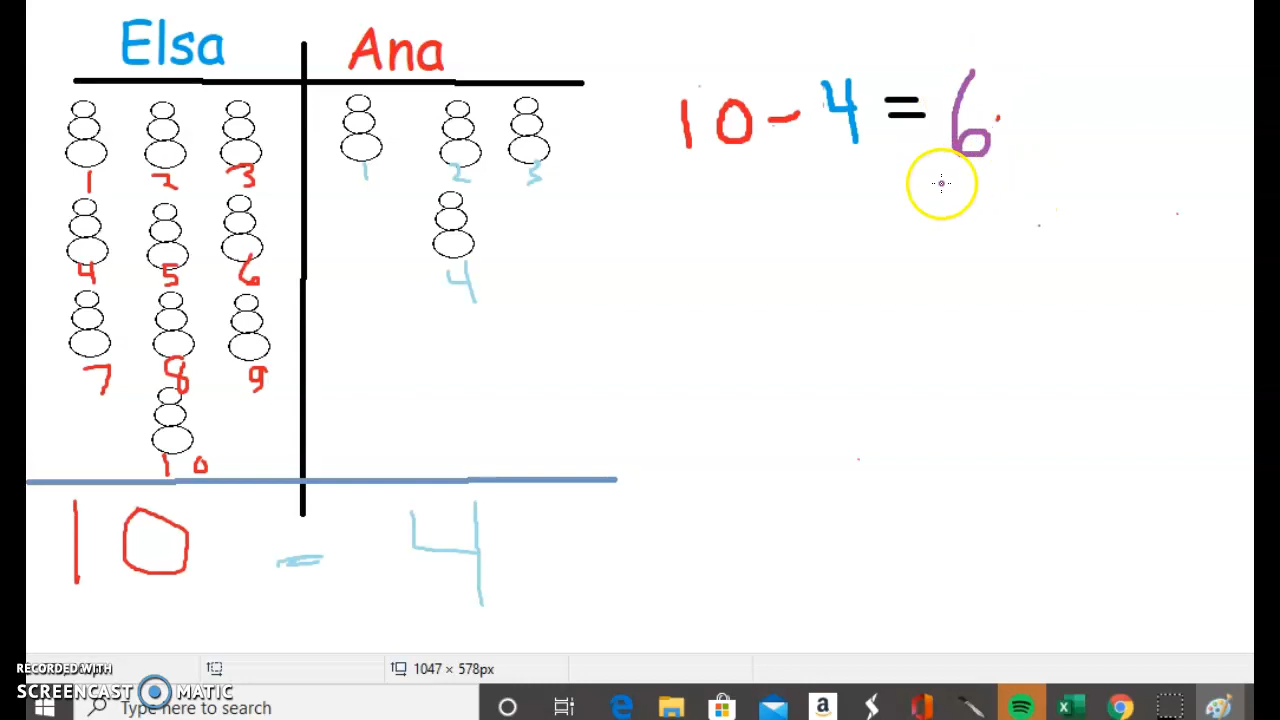 Elsa Ana
10 - 4 = 6
1 2 3 1 2 3
4 5 6 4
7 8 9
10
10 - 4
1047 × 578px
RECORDED WITH
SCREENCAST MATIC
Type here to search